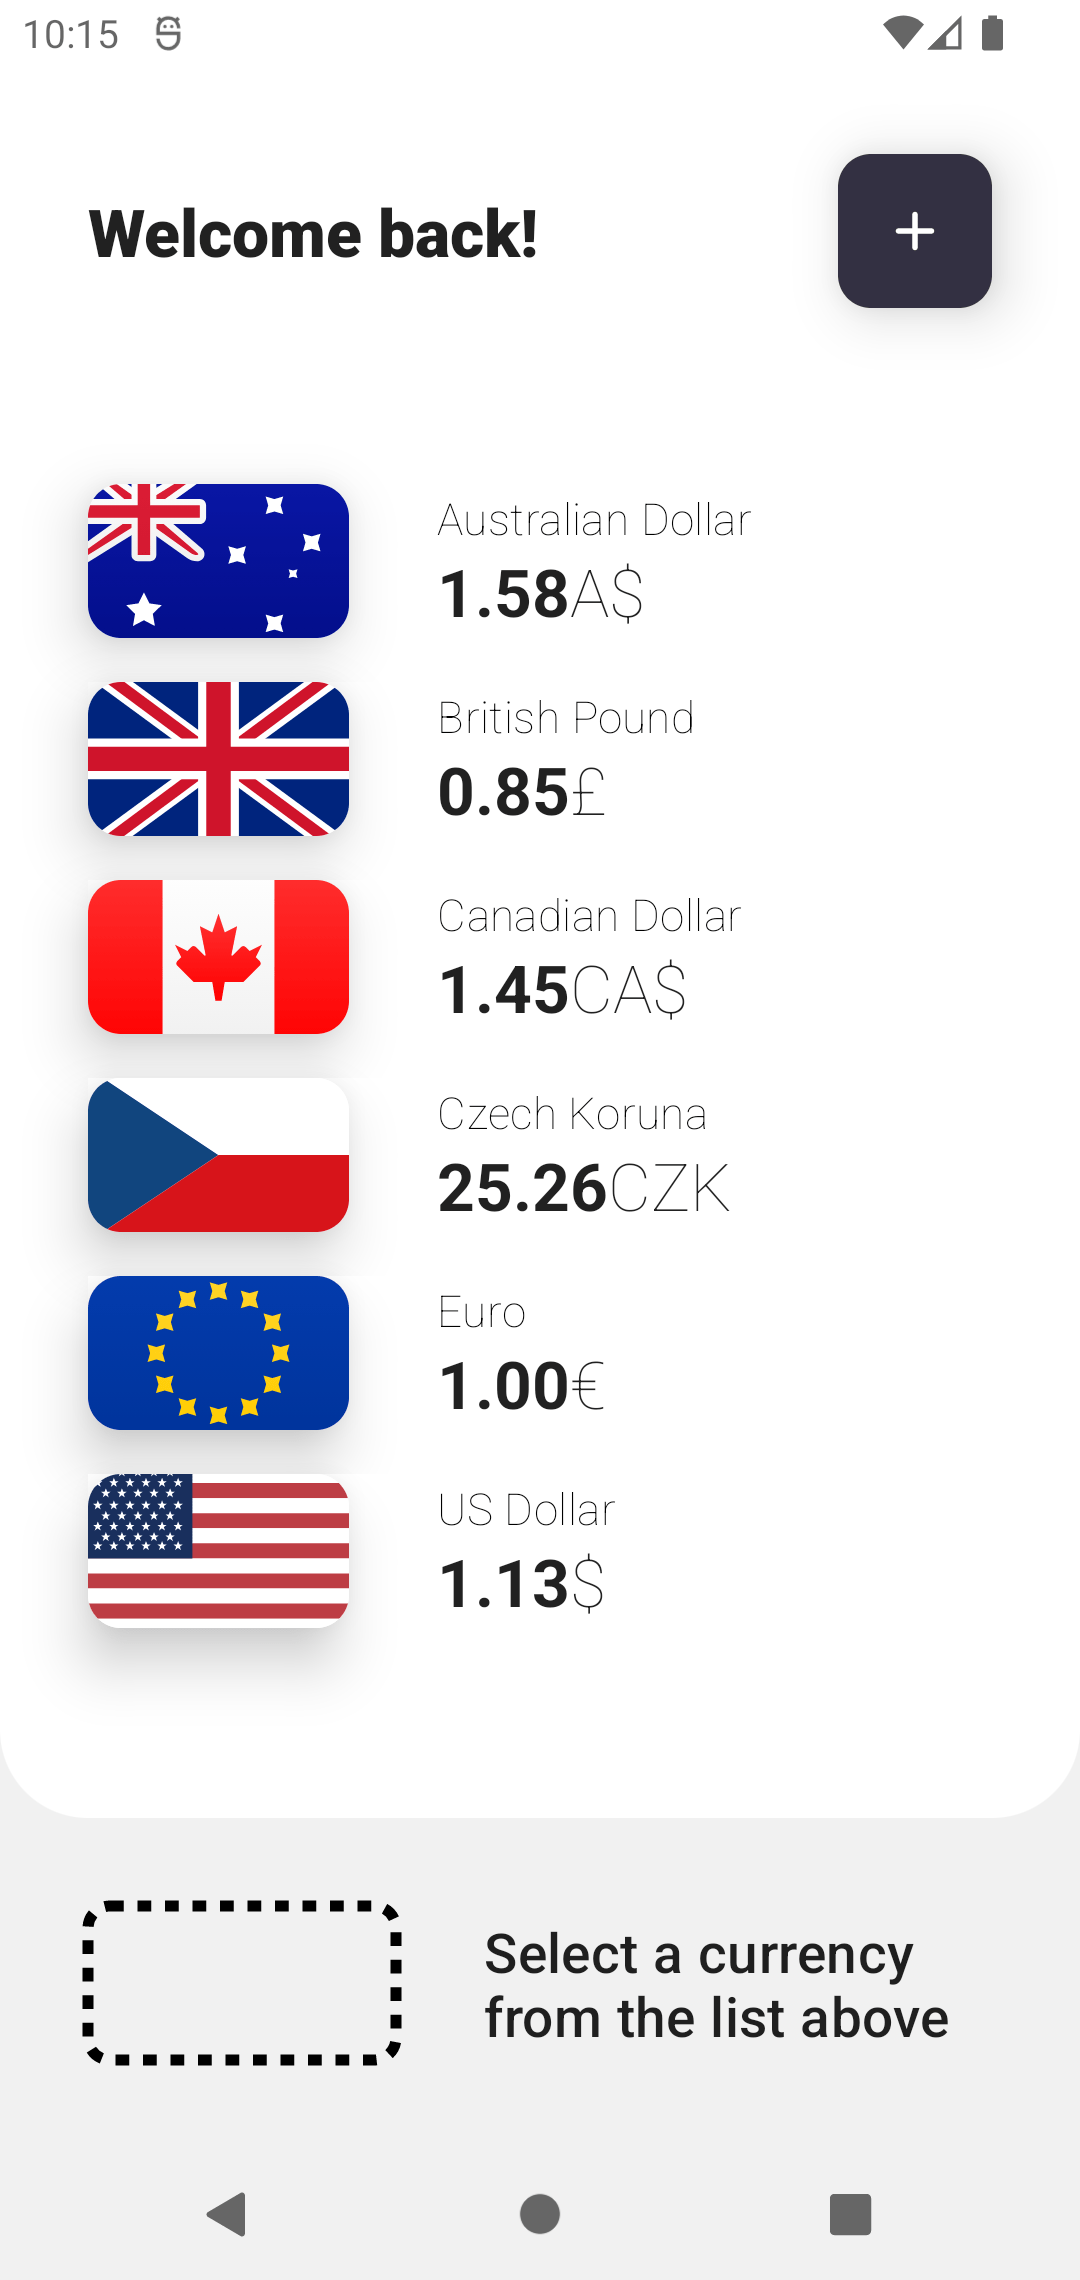 10:15
Welcome back!
Australian Dollar
1.58A$
British Pound
0.85£
Canadian Dollar
1.45CA$
Czech Koruna
25.26CZK
Euro
1.00€
US Dollar
1.13$
Select a currency
from the list above